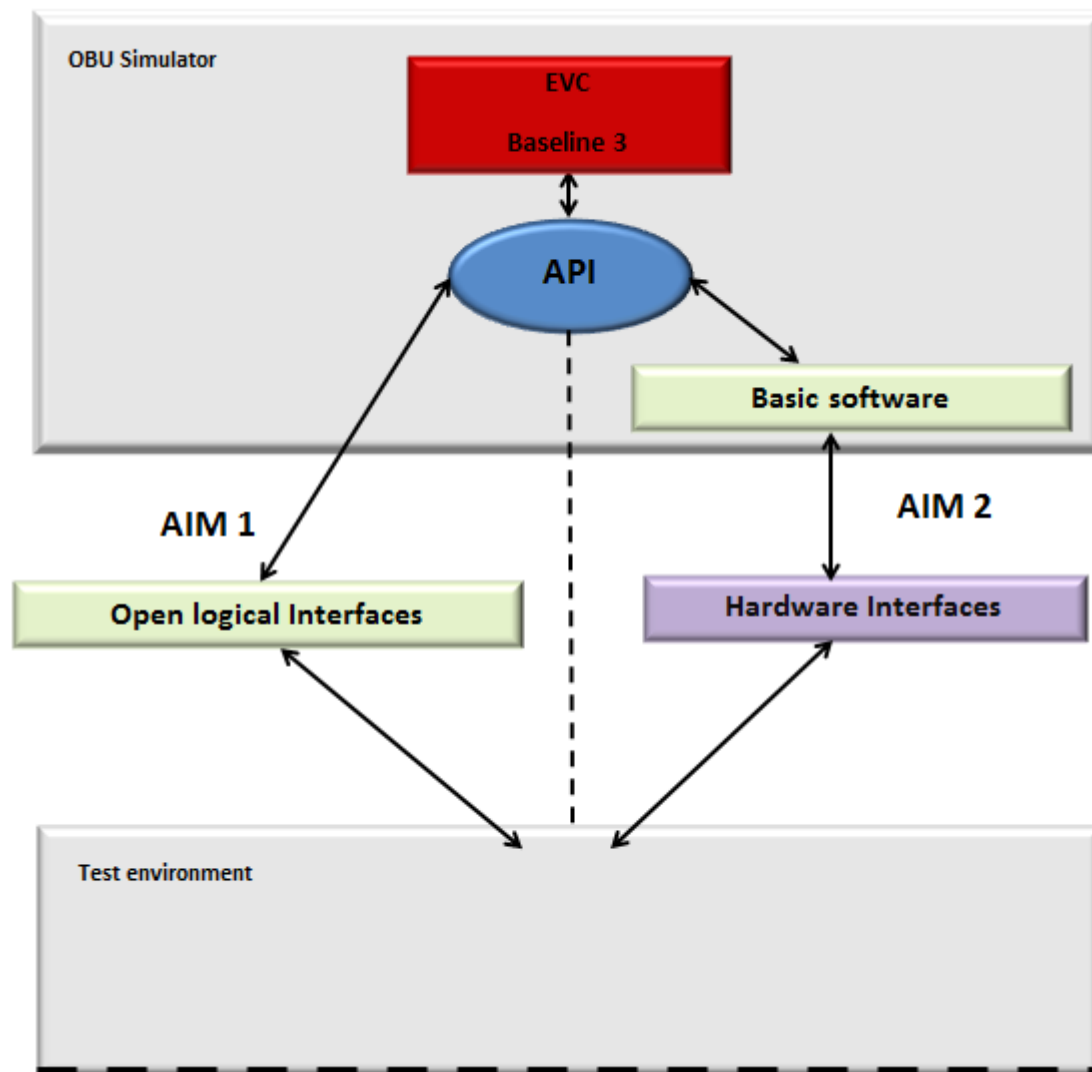 OBU Simulator
EVC
Baseline 3
API
Basic software
AIM 1
AIM 2
Open logical Interfaces
Hardware Interfaces
Test environment